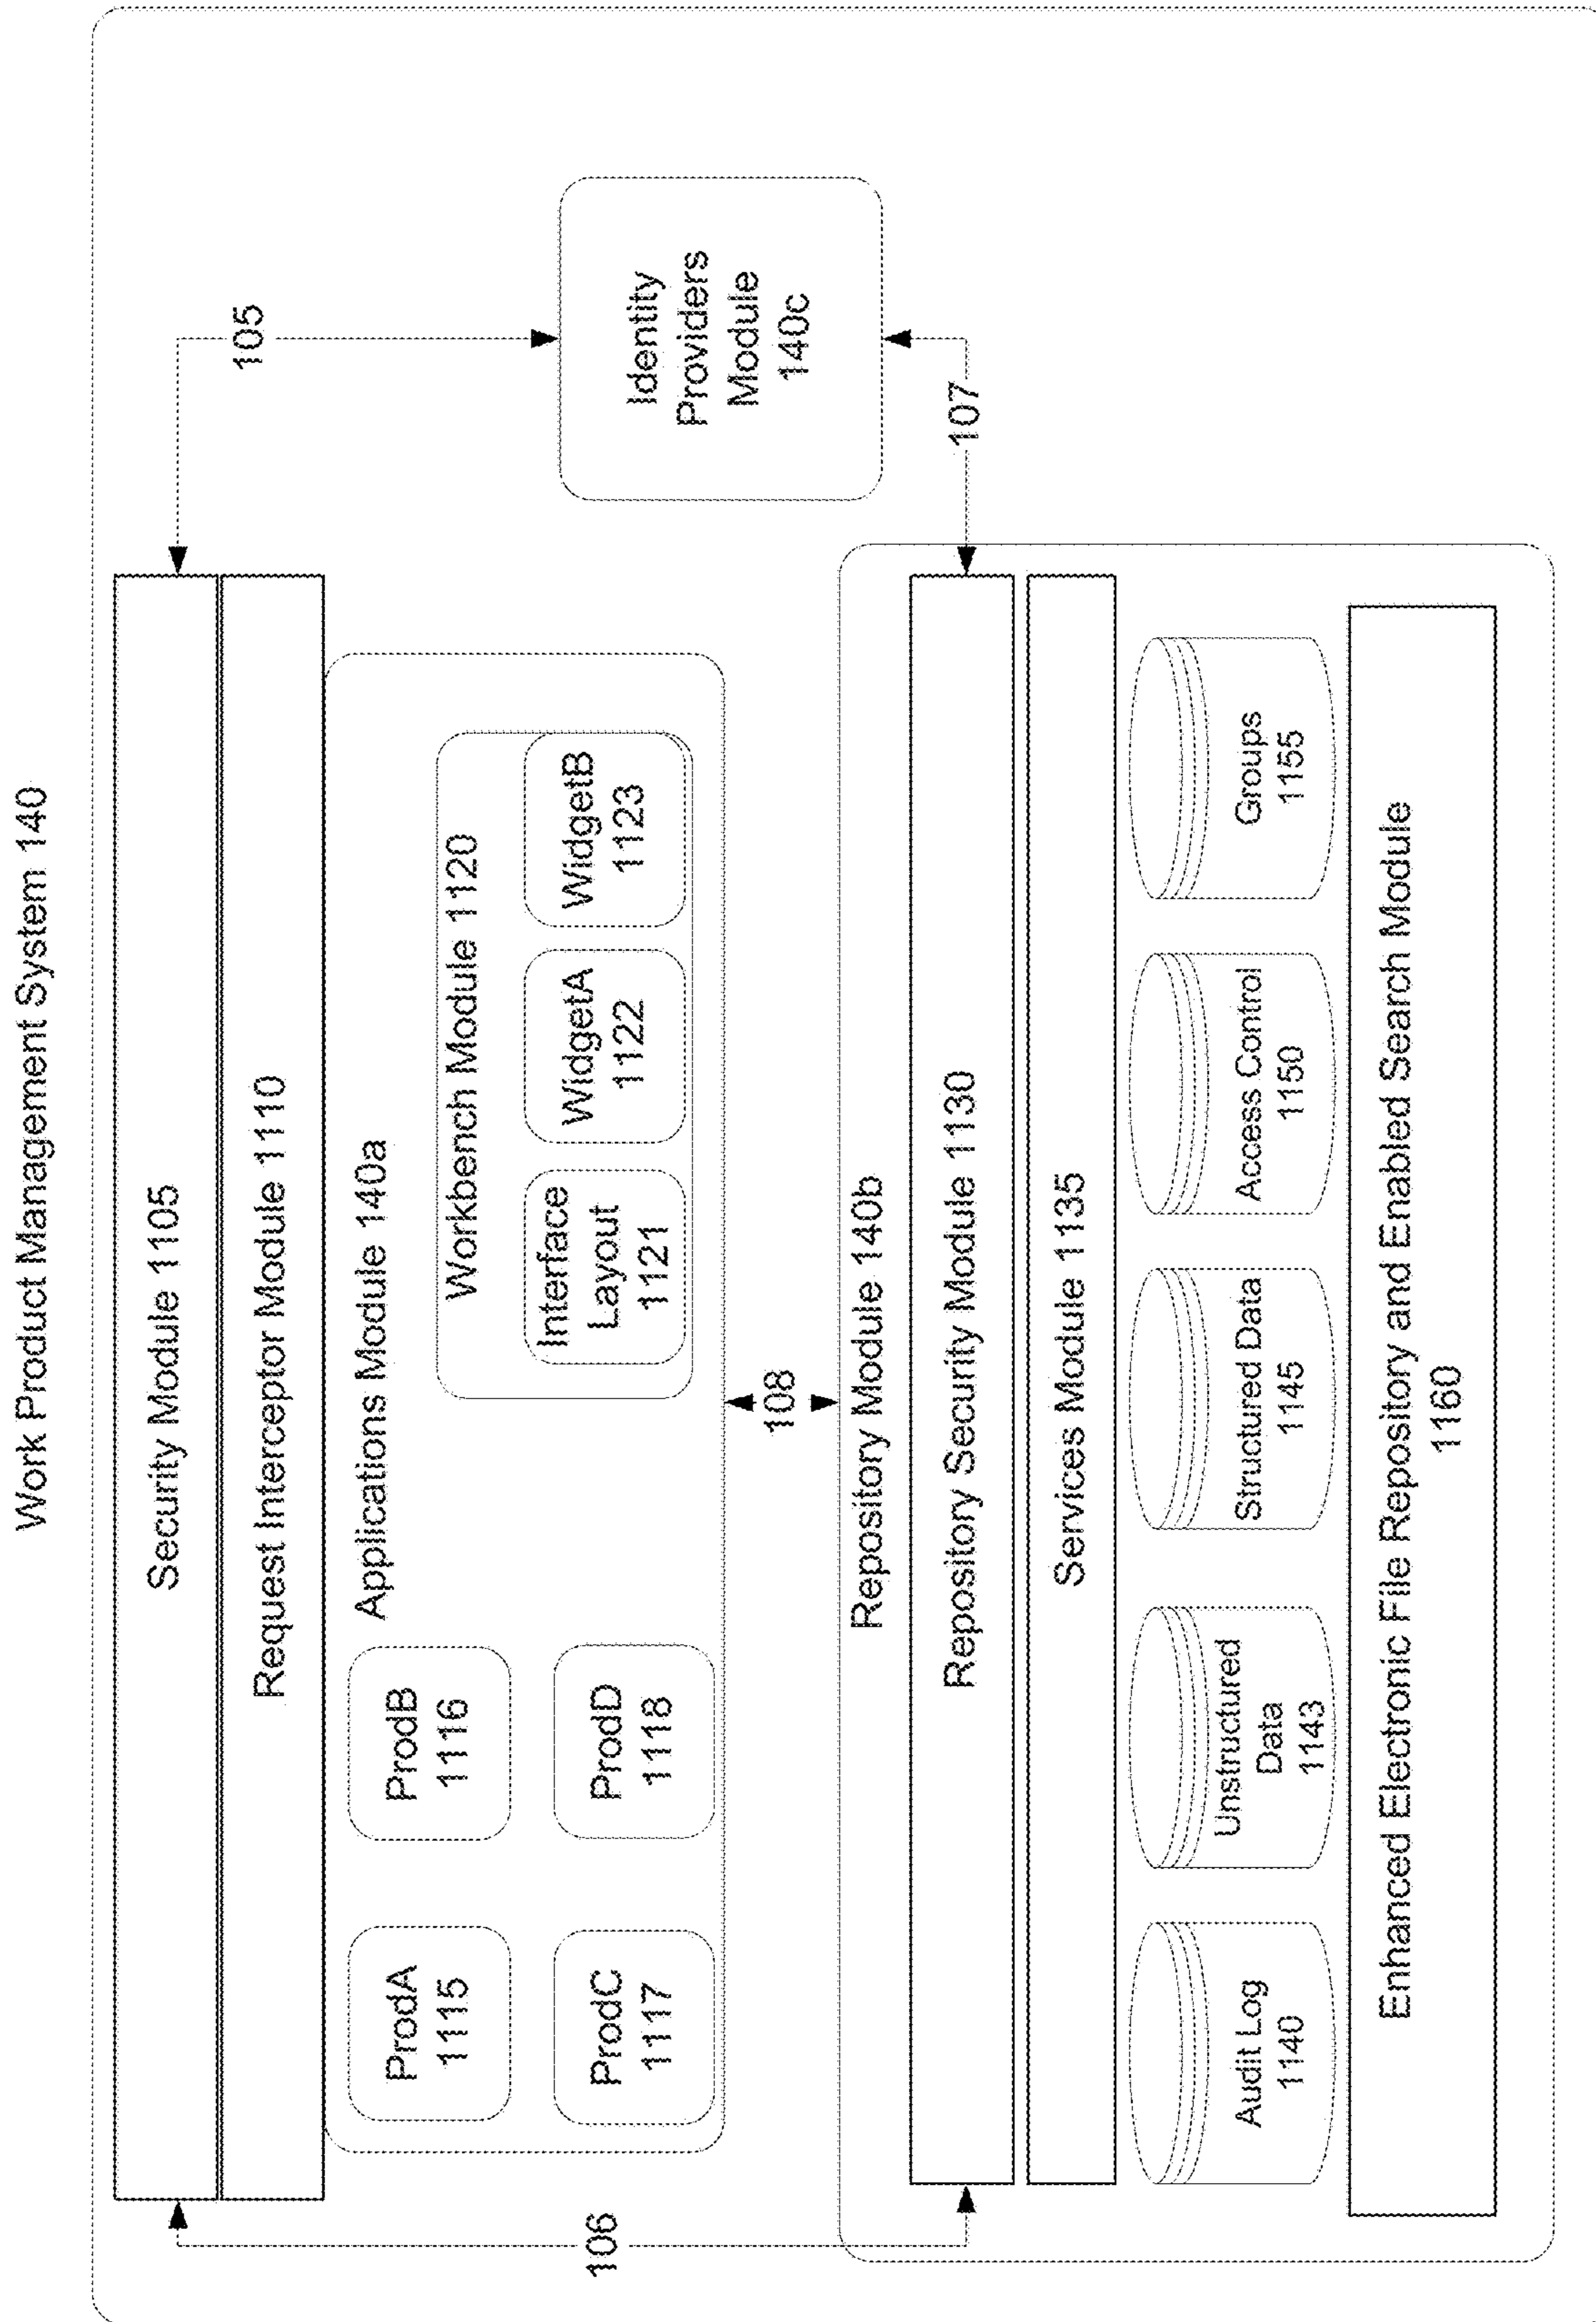 Work Product Management System 140
Security Module 1105
Request Interceptor Module 1110
105
Applications Module 140a
ProdA
1115
ProdB
1116
ProdC
1117
ProdD
1118
Workbench Module 1120
Interface
Layout
1121
WidgetA
1122
WidgetB
1123
Identity
Providers
Module
140c
106
108
107
Repository Module 140b
Repository Security Module 1130
Services Module 1135
Audit Log
1140
Unstructured
Data
1143
Structured Data
1145
Access Control
1150
Groups
1155
Enhanced Electronic File Repository and Enabled Search Module
1160